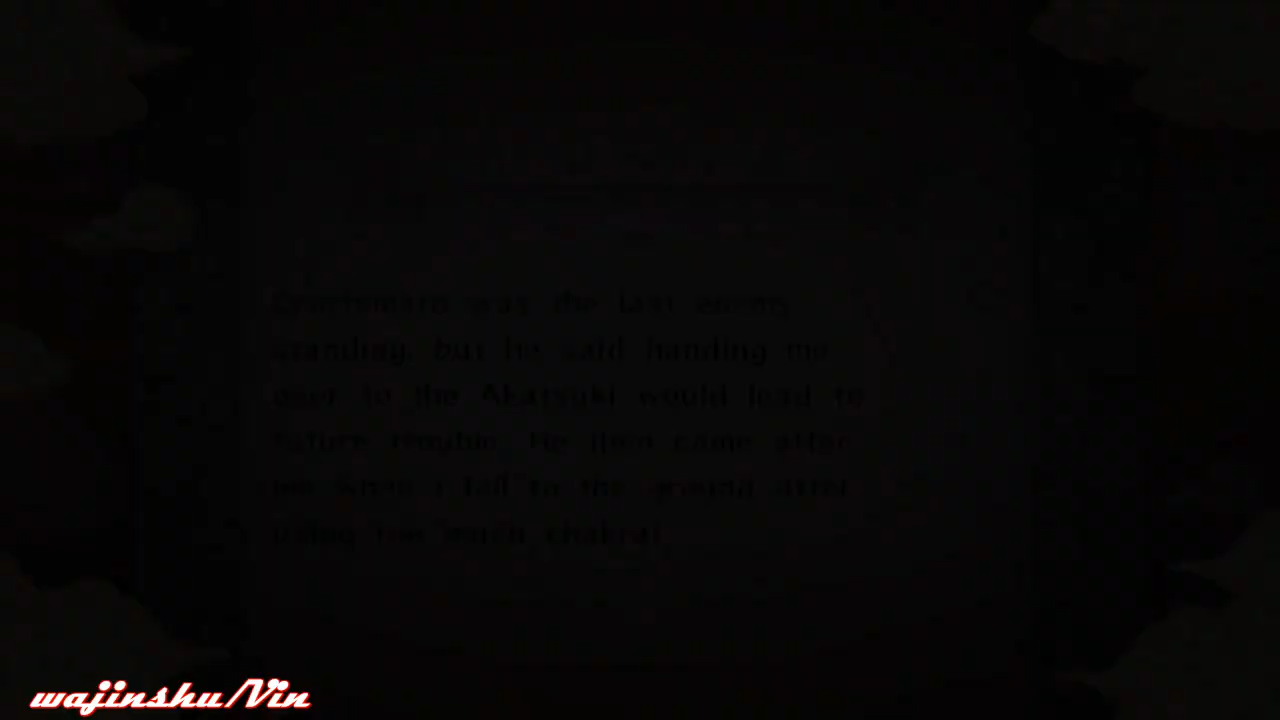 Orochimaru was the last enemy
standing, but he said handing me
over to the Akatsuki would lead to
future trouble. He then came after
me when I fell to the ground after
using too much chakra!
wajinshu/Vin